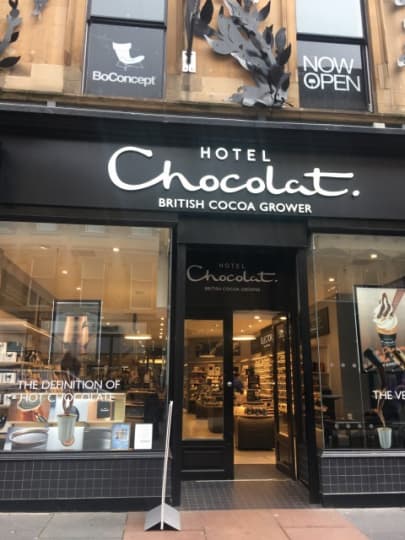 BoConcept
NOW
OPEN
HOTEL
Chocolat.
BRITISH COCOA GROWER
HOTEL
Chocolat.
BRITISH COCOA GROWER
THE DEFINITION OF
HOT CHOCOLATE
THE VE